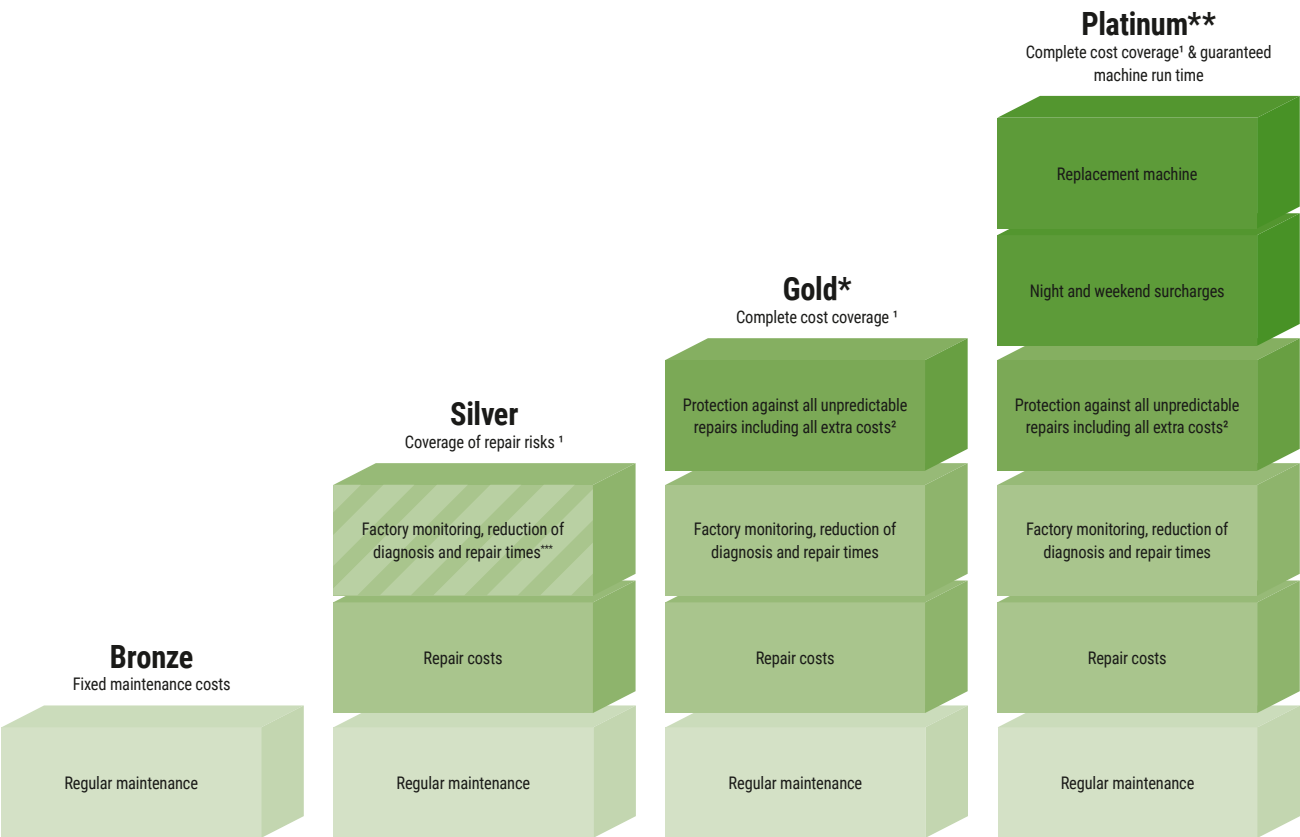 Platinum**
Complete cost coverage¹ & guaranteed
machine run time
Replacement machine
Night and weekend surcharges
Gold*
Complete cost coverage ¹
Protection against all unpredictable
repairs including all extra costs²
Protection against all unpredictable
repairs including all extra costs²
Silver
Coverage of repair risks ¹
Factory monitoring, reduction of
diagnosis and repair times***
Factory monitoring, reduction of
diagnosis and repair times
Factory monitoring, reduction of
diagnosis and repair times
Repair costs
Repair costs
Repair costs
Bronze
Fixed maintenance costs
Regular maintenance
Regular maintenance
Regular maintenance
Regular maintenance